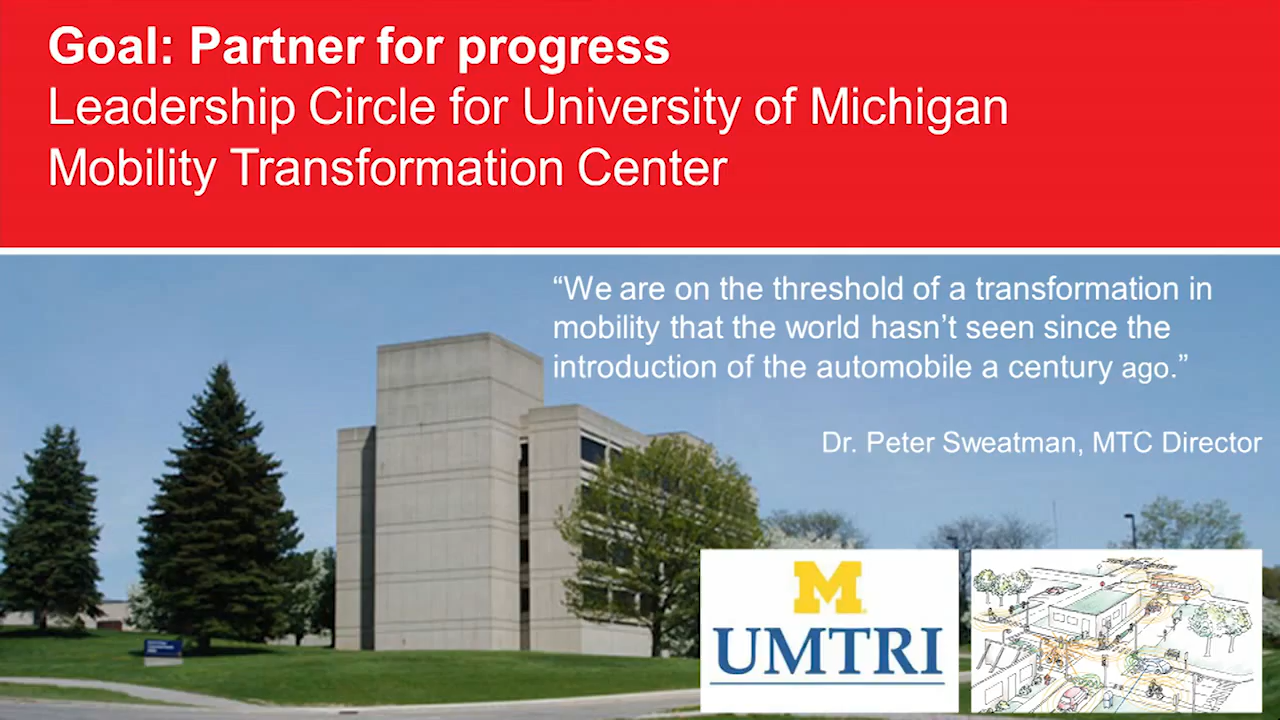 Goal: Partner for progress
Leadership Circle for University of Michigan
Mobility Transformation Center
“We are on the threshold of a transformation in
mobility that the world hasn’t seen since the
introduction of the automobile a century ago.”
Dr. Peter Sweatman, MTC Director
M
UMTRI